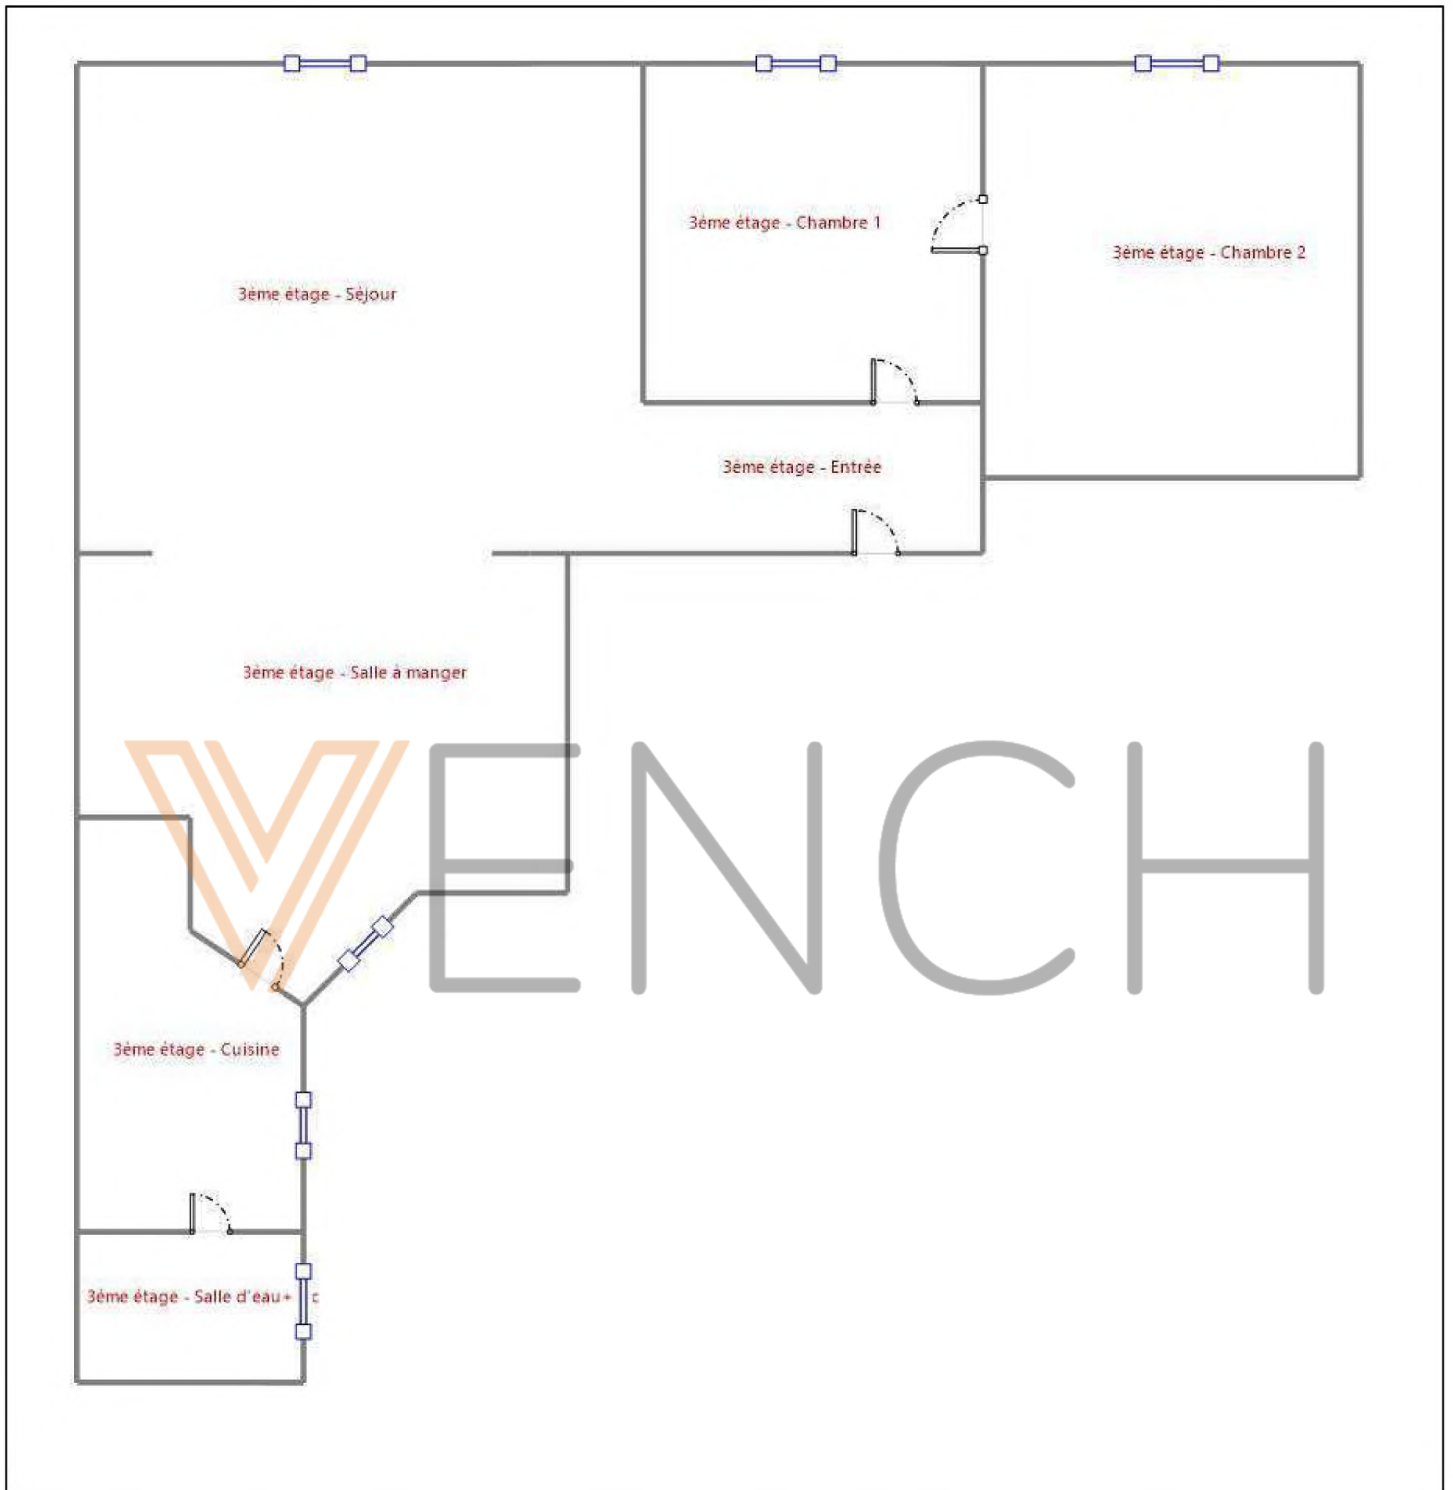 3ème étage - Chambre 1
3ème étage - Chambre 2
3ème étage - Séjour
3ème étage - Entrée
3ème étage - Salle à manger
VENCH
3ème étage - Cuisine
3ème étage - Salle d'eau+ c